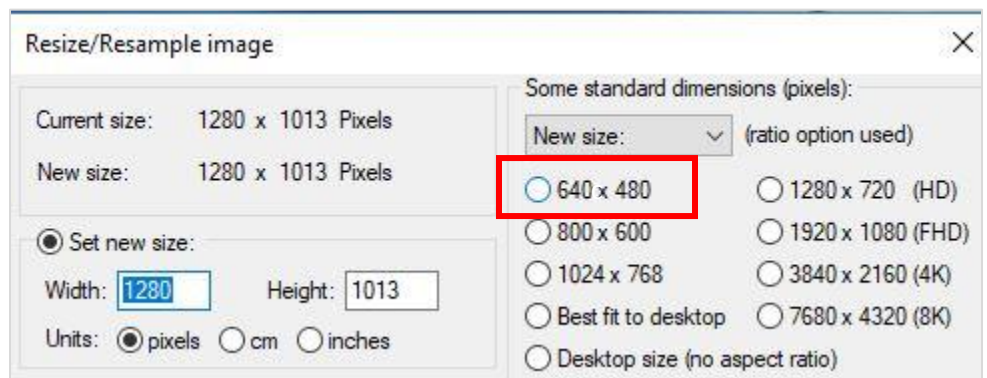 Resize/Resample image
Current size: 1280 x 1013 Pixels
New size: 1280 x 1013 Pixels
Set new size:
Width: 1280 Height: 1013
Units: pixels cm inches
Some standard dimensions (pixels):
New size: (ratio option used)
640 x 480 1280 x 720 (HD)
800 x 600 1920 x 1080 (FHD)
1024 x 768 3840 x 2160 (4K)
Best fit to desktop 7680 x 4320 (8K)
Desktop size (no aspect ratio)